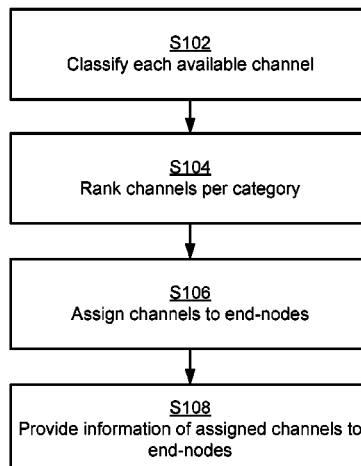 S102
Classify each available channel
S104
Rank channels per category
S106
Assign channels to end-nodes
S108
Provide information of assigned channels to
end-nodes